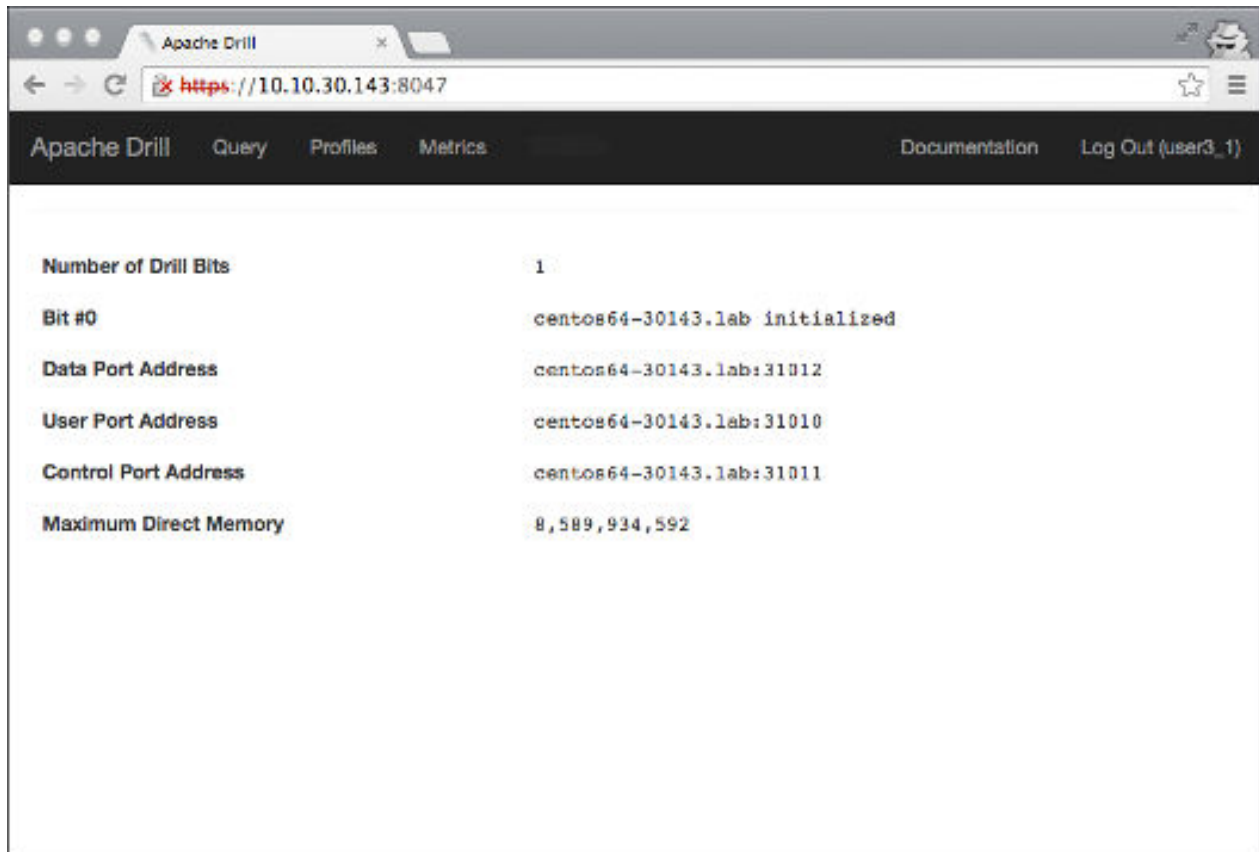 Apache Drill
https://10.10.30.143:8047
Apache Drill Query Profiles Metrics Documentation Log Out (user3_1)
Number of Drill Bits 1
Bit #0 centos64-30143.lab initialized
Data Port Address centos64-30143.lab:31012
User Port Address centos64-30143.lab:31010
Control Port Address centos64-30143.lab:31011
Maximum Direct Memory 8,589,934,592